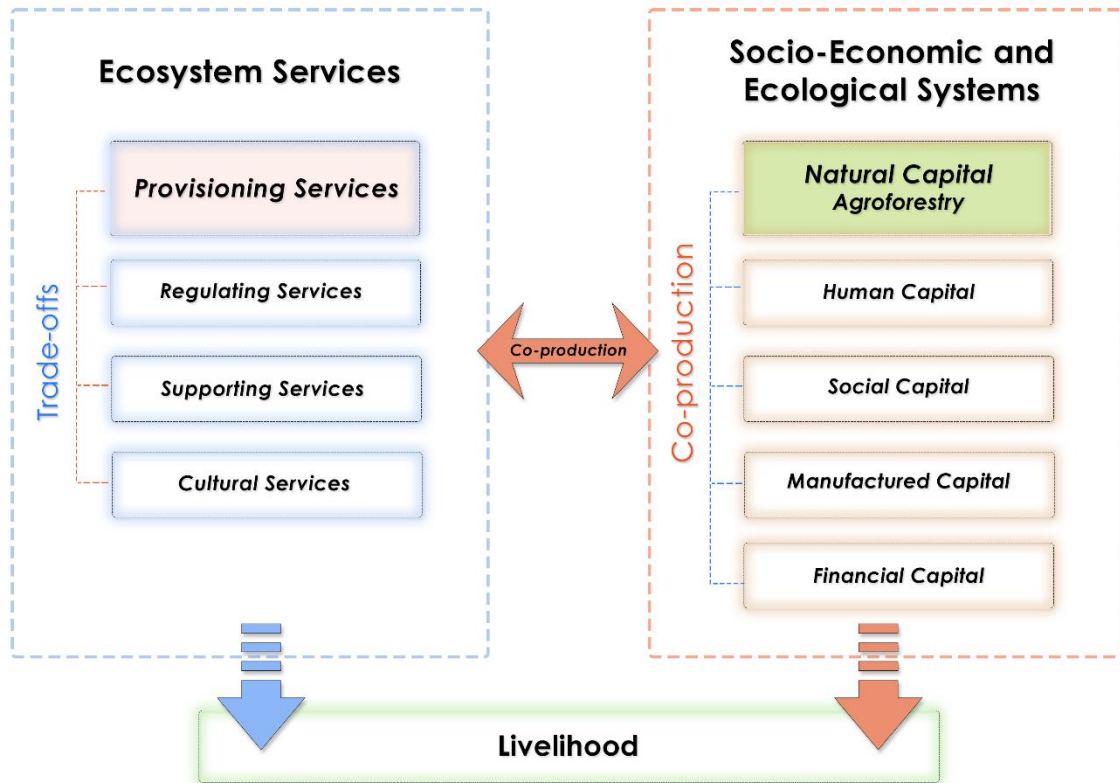 Ecosystem Services
Provisioning Services
Regulating Services
Supporting Services
Cultural Services
Trade-offs
Co-production
Socio-Economic and
Ecological Systems
Natural Capital
Agroforestry
Human Capital
Social Capital
Manufactured Capital
Financial Capital
Co-production
Livelihood